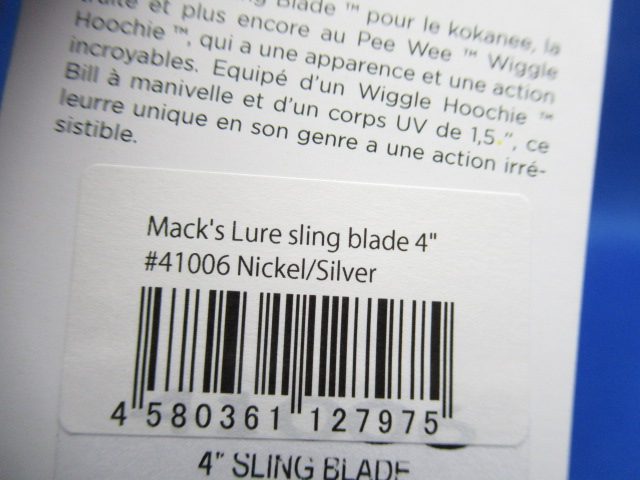 Blade ™ pour le kokanee, la
truite et plus encore au Pee Wee ™ Wiggle
Hoochie ™, qui a une apparence et une action
incroyables. Equipé d'un Wiggle Hoochie ™
Bill à manivelle et d'un corps UV de 1,5.", ce
leurre unique en son genre a une action irré-
sistible.
Mack's Lure sling blade 4"
#41006 Nickel/Silver
4 580361 127975
4" SLING BLADE